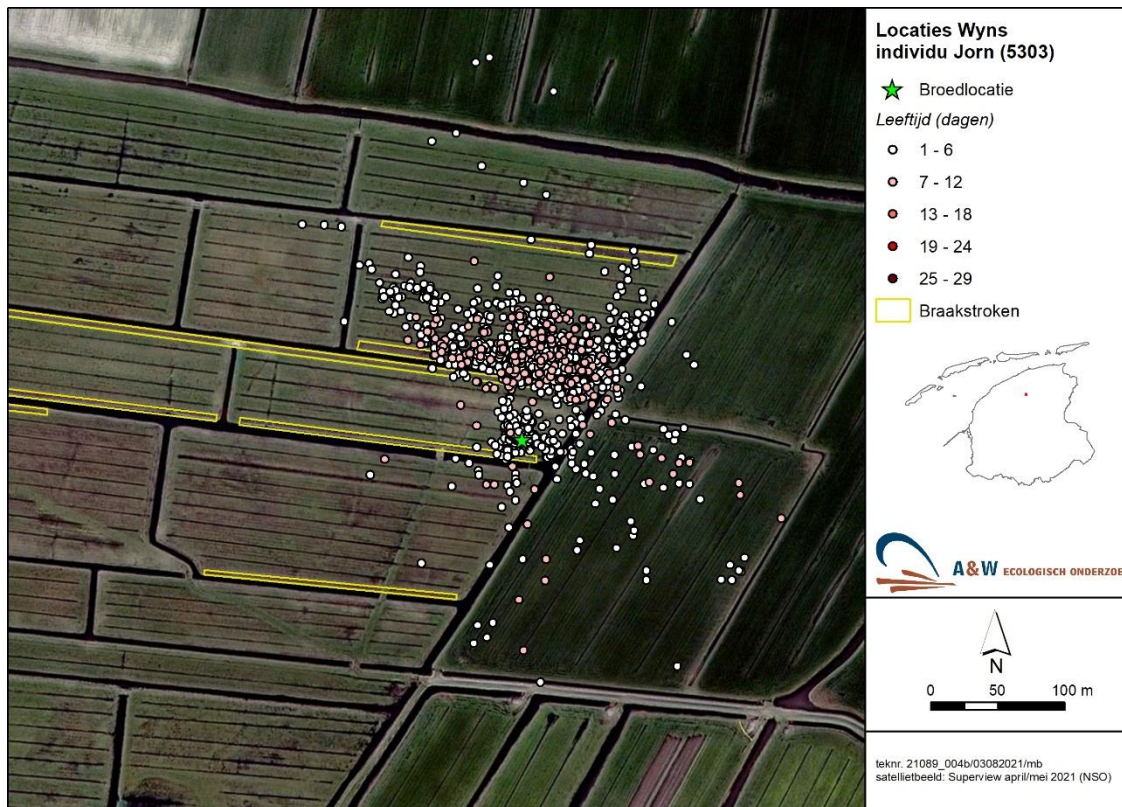 Locaties Wyns
individu Jorn (5303)
Broedlocatie
Leeftijd (dagen)
1 - 6
7 - 12
13 - 18
19 - 24
25 - 29
Braakstroken
A&W ECOLOGISCH ONDERZOE
N
0 50 100 m
teknr. 21089_004b/03082021/mb
satellietbeeld: Superview april/mei 2021 (NSO)